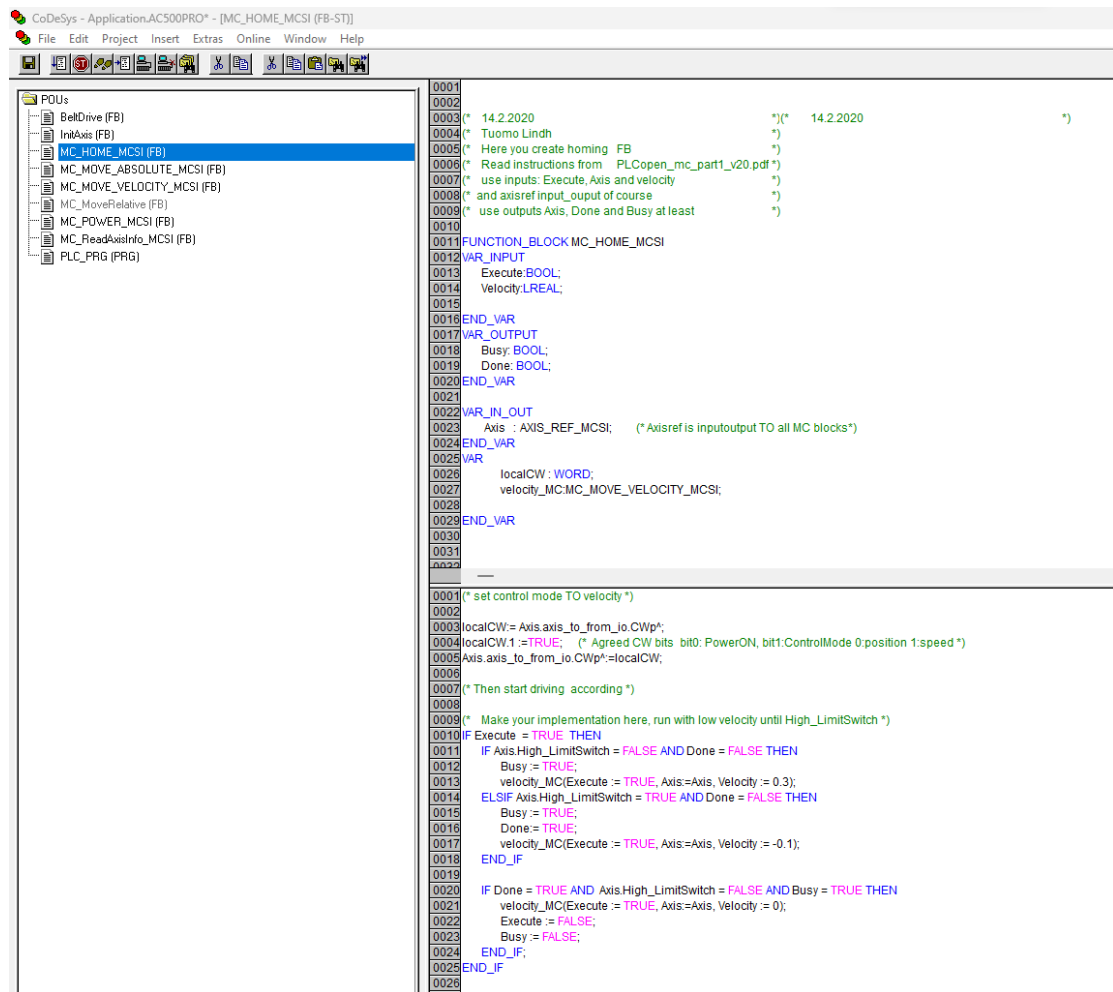 CoDeSys - Application.AC500PRO* - [MC_HOME_MCSI (FB-ST)]
File Edit Project Insert Extras Online Window Help
POUs
BeltDrive (FB)
InitAxis (FB)
MC_HOME_MCSI (FB)
MC_MOVE_ABSOLUTE_MCSI (FB)
MC_MOVE_VELOCITY_MCSI (FB)
MC_MoveRelative (FB)
MC_POWER_MCSI (FB)
MC_ReadAxisInfo_MCSI (FB)
PLC_PRG (PRG)
0001
0002
0003 (* 14.2.2020 *)(* 14.2.2020 *)
0004 (* Tuomo Lindh *)
0005 (* Here you create homing FB *)
0006 (* Read instructions from PLCopen_mc_part1_v20.pdf *)
0007 (* use inputs: Execute, Axis and velocity *)
0008 (* and axisref input_ouput of course *)
0009 (* use outputs Axis, Done and Busy at least *)
0010
0011 FUNCTION_BLOCK MC_HOME_MCSI
0012 VAR_INPUT
0013 Execute:BOOL;
0014 Velocity:LREAL;
0015
0016 END_VAR
0017 VAR_OUTPUT
0018 Busy: BOOL;
0019 Done: BOOL;
0020 END_VAR
0021
0022 VAR_IN_OUT
0023 Axis : AXIS_REF_MCSI; (* Axisref is inputoutput TO all MC blocks*)
0024 END_VAR
0025 VAR
0026 localCW : WORD;
0027 velocity_MC:MC_MOVE_VELOCITY_MCSI;
0028
0029 END_VAR
0030
0031
0032
0001 (* set control mode TO velocity *)
0002
0003 localCW:= Axis.axis_to_from_io.CWp^;
0004 localCW.1 :=TRUE; (* Agreed CW bits bit0: PowerON, bit1:ControlMode 0:position 1:speed *)
0005 Axis.axis_to_from_io.CWp^:=localCW;
0006
0007 (* Then start driving according *)
0008
0009 (* Make your implementation here, run with low velocity until High_LimitSwitch *)
0010 IF Execute = TRUE THEN
0011 IF Axis.High_LimitSwitch = FALSE AND Done = FALSE THEN
0012 Busy := TRUE;
0013 velocity_MC(Execute := TRUE, Axis:=Axis, Velocity := 0.3);
0014 ELSIF Axis.High_LimitSwitch = TRUE AND Done = FALSE THEN
0015 Busy := TRUE;
0016 Done:= TRUE;
0017 velocity_MC(Execute := TRUE, Axis:=Axis, Velocity := -0.1);
0018 END_IF
0019
0020 IF Done = TRUE AND Axis.High_LimitSwitch = FALSE AND Busy = TRUE THEN
0021 velocity_MC(Execute := TRUE, Axis:=Axis, Velocity := 0);
0022 Execute := FALSE;
0023 Busy := FALSE;
0024 END_IF;
0025 END_IF
0026